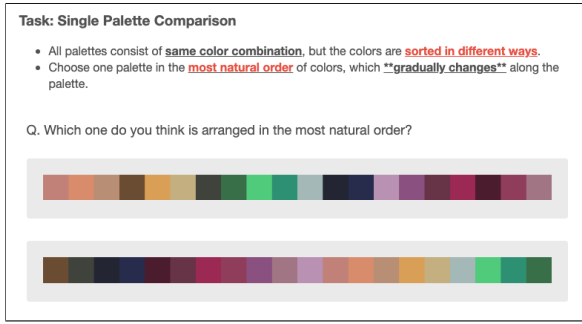 Task: Single Palette Comparison
All palettes consist of same color combination, but the colors are sorted in different ways.
Choose one palette in the most natural order of colors, which **gradually changes** along the
palette.
Q. Which one do you think is arranged in the most natural order?